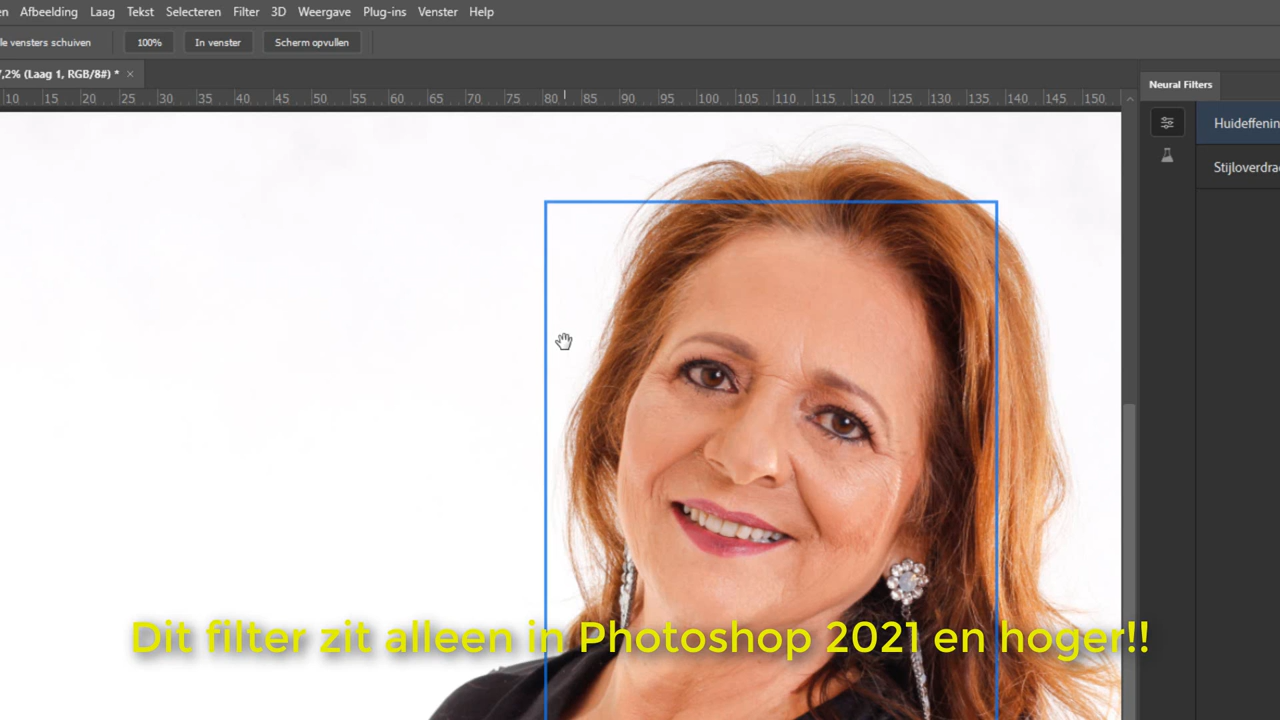 Afbeelding Laag Tekst Selecteren Filter 3D Weergave Plug-ins Venster Help
vensters schuiven 100% In venster Scherm opvullen
7,2% (Laag 1, RGB/8#) * ×
10 15 20 25 30 35 40 45 50 55 60 65 70 75 80 85 90 95 100 105 110 115 120 125 130 135 140 145 150
Neural Filters
Huideffenin
Stijloverdra
Dit filter zit alleen in Photoshop 2021 en hoger!!